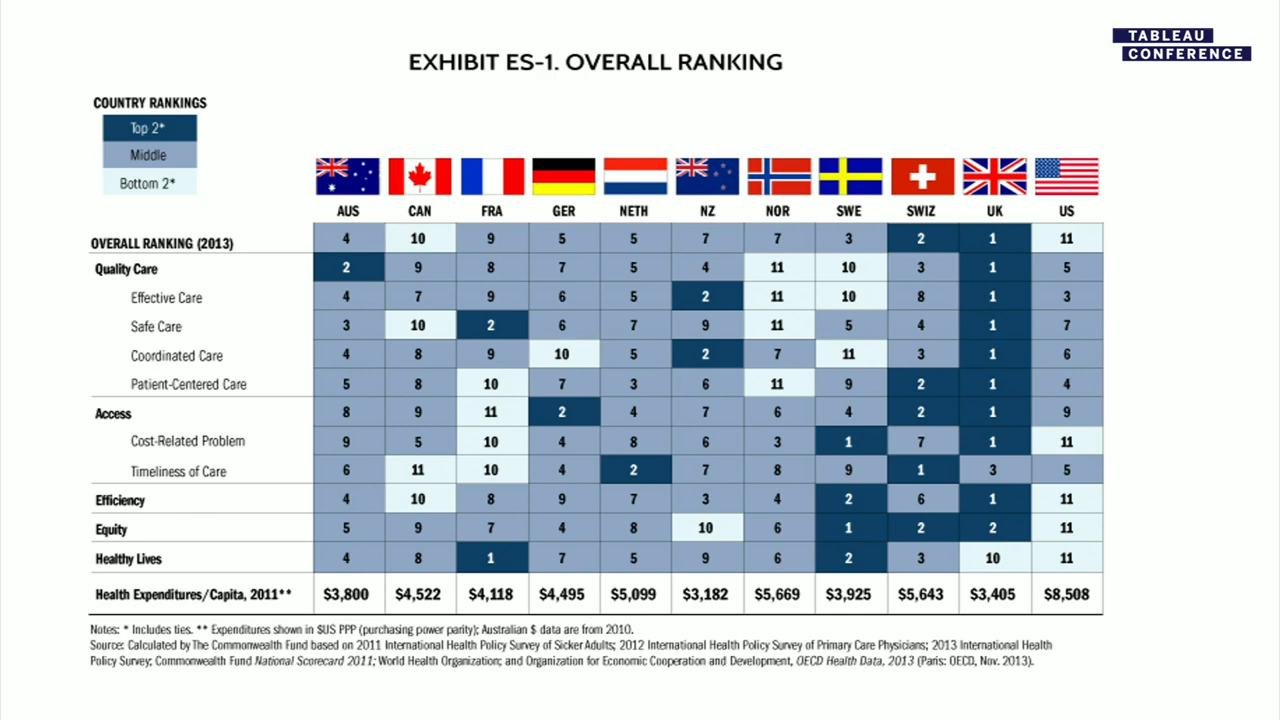 TABLEAU
CONFERENCE
EXHIBIT ES-1. OVERALL RANKING
COUNTRY RANKINGS
Top 2*
Middle
Bottom 2*
AUS CAN FRA GER NETH NZ NOR SWE SWIZ UK US
OVERALL RANKING (2013) 4 10 9 5 5 7 7 3 2 1 11
Quality Care 2 9 8 7 5 4 11 10 3 1 5
Effective Care 4 7 9 6 5 2 11 10 8 1 3
Safe Care 3 10 2 6 7 9 11 5 4 1 7
Coordinated Care 4 8 9 10 5 2 7 11 3 1 6
Patient-Centered Care 5 8 10 7 3 6 11 9 2 1 4
Access 8 9 11 2 4 7 6 4 2 1 9
Cost-Related Problem 9 5 10 4 8 6 3 1 7 1 11
Timeliness of Care 6 11 10 4 2 7 8 9 1 3 5
Efficiency 4 10 8 9 7 3 4 2 6 1 11
Equity 5 9 7 4 8 10 6 1 2 2 11
Healthy Lives 4 8 1 7 5 9 6 2 3 10 11
Health Expenditures/Capita, 2011** $3,800 $4,522 $4,118 $4,495 $5,099 $3,182 $5,669 $3,925 $5,643 $3,405 $8,508
Notes: * Includes ties. ** Expenditures shown in $US PPP (purchasing power parity); Australian $ data are from 2010.
Source: Calculated by The Commonwealth Fund based on 2011 International Health Policy Survey of Sicker Adults; 2012 International Health Policy Survey of Primary Care Physicians; 2013 International Health
Policy Survey; Commonwealth Fund National Scorecard 2011; World Health Organization; and Organization for Economic Cooperation and Development, OECD Health Data, 2013 (Paris: OECD, Nov. 2013).